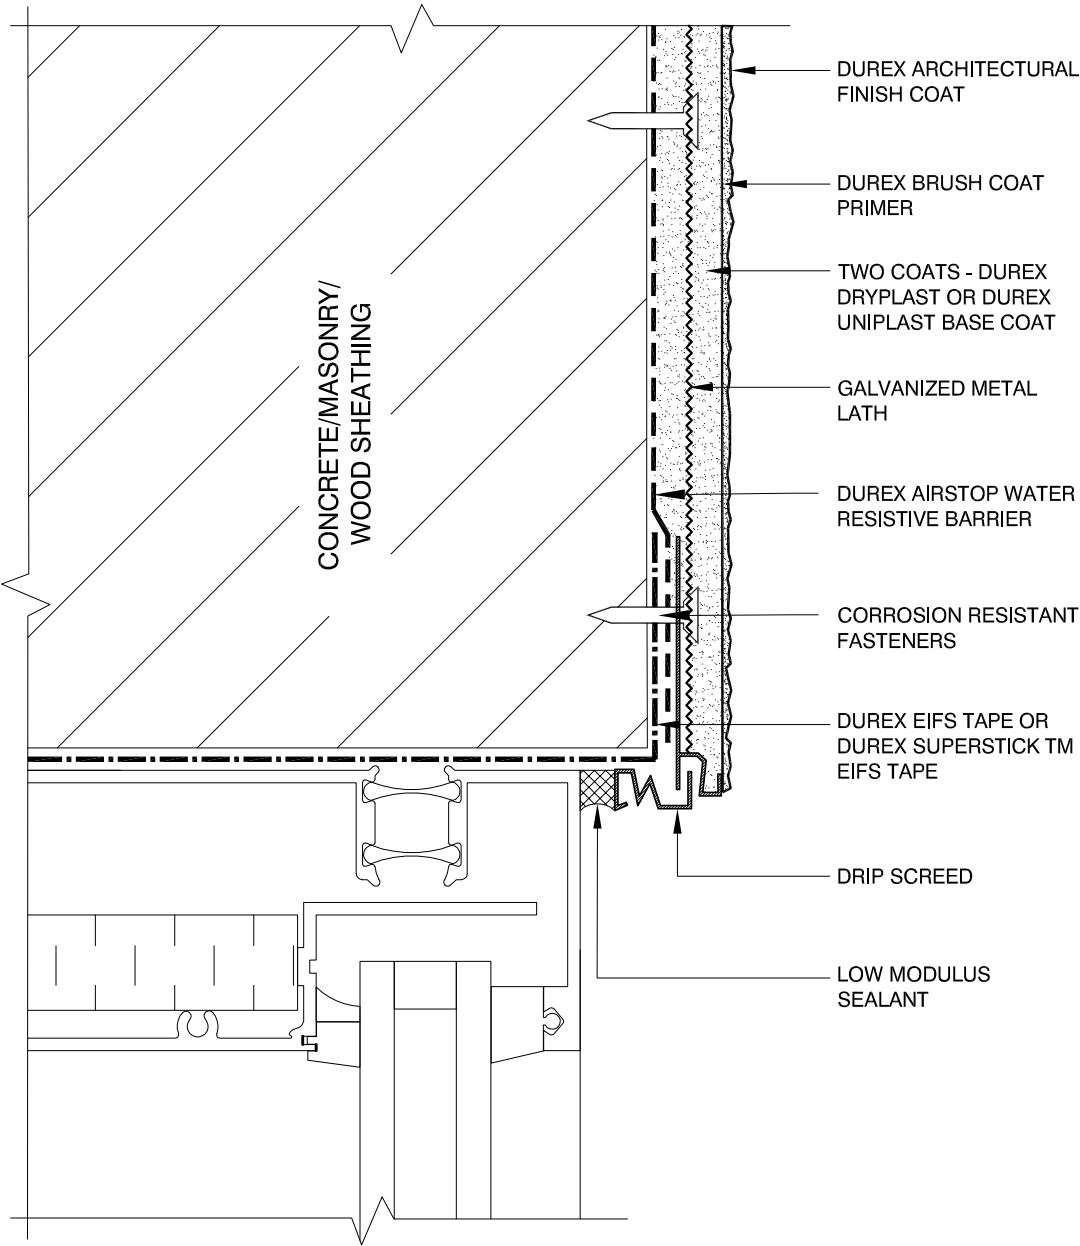 DUREX ARCHITECTURAL
FINISH COAT
DUREX BRUSH COAT
PRIMER
TWO COATS - DUREX
DRYPLAST OR DUREX
UNIPLAST BASE COAT
GALVANIZED METAL
LATH
DUREX AIRSTOP WATER
RESISTIVE BARRIER
CORROSION RESISTANT
FASTENERS
DUREX EIFS TAPE OR
DUREX SUPERSTICK TM
EIFS TAPE
DRIP SCREED
LOW MODULUS
SEALANT
CONCRETE/MASONRY/
WOOD SHEATHING